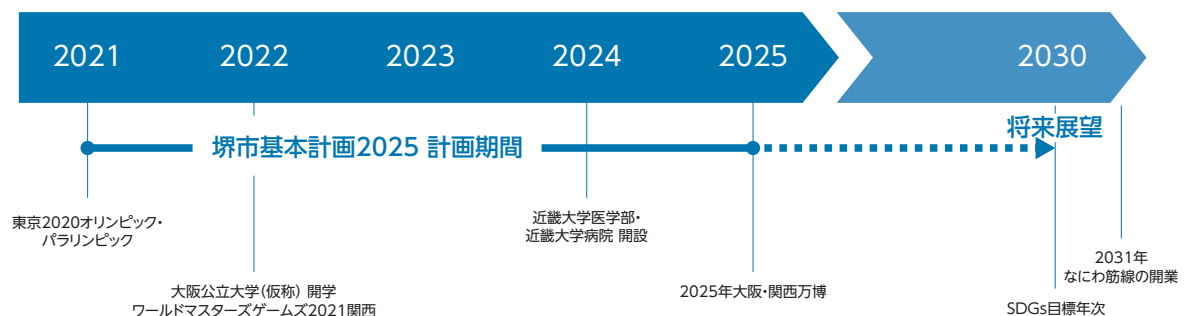 2021 2022 2023 2024 2025 2030
堺市基本計画2025 計画期間
将来展望
東京2020オリンピック・
パラリンピック
大阪公立大学(仮称) 開学
ワールドマスターズゲームズ2021関西
近畿大学医学部・
近畿大学病院 開設
2025年大阪・関西万博
SDGs目標年次
2031年
なにわ筋線の開業